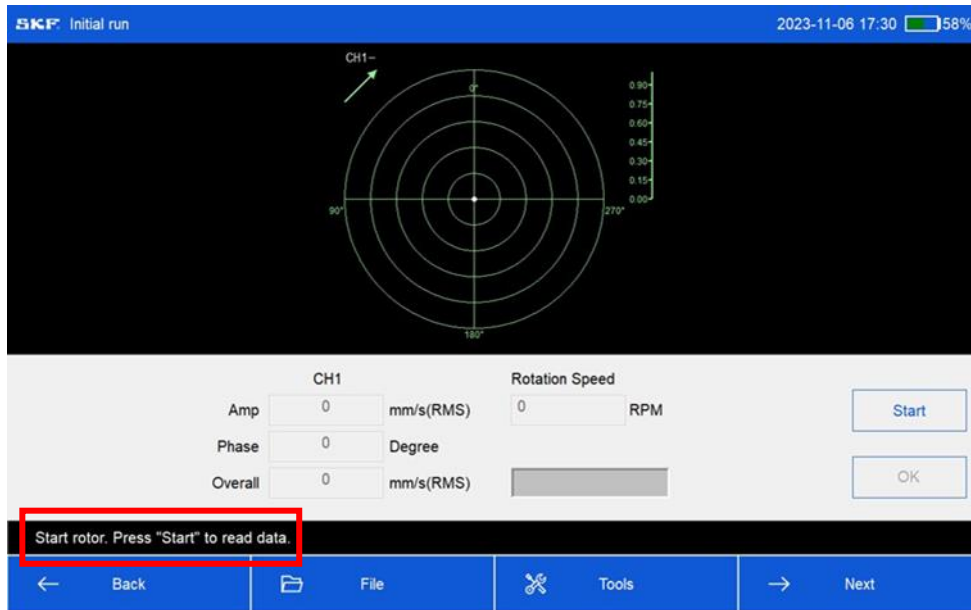 SKF. Initial run
2023-11-06 17:30 58%
CH1-
0°
90°
270°
180°
0.90
0.75
0.60
0.45
0.30
0.15
0.00
CH1
Rotation Speed
Amp 0 mm/s(RMS) 0 RPM
Start
Phase 0 Degree
Overall 0 mm/s(RMS)
OK
Start rotor. Press "Start" to read data.
Back File Tools Next